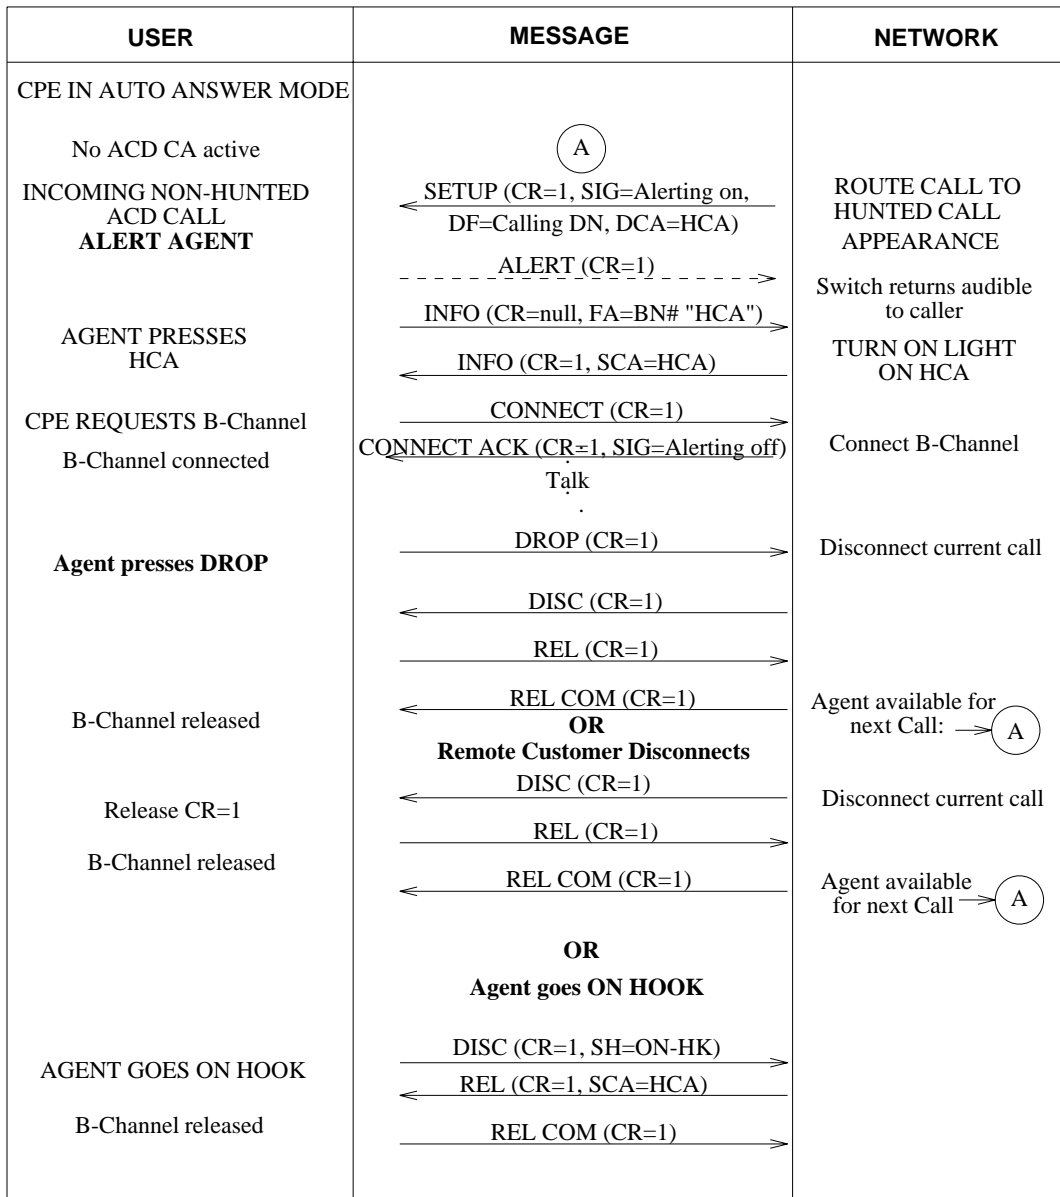 USER MESSAGE NETWORK
CPE IN AUTO ANSWER MODE
No ACD CA active
A
INCOMING NON-HUNTED
ACD CALL
ALERT AGENT
SETUP (CR=1, SIG=Alerting on,
DF=Calling DN, DCA=HCA)
ROUTE CALL TO
HUNTED CALL
APPEARANCE
ALERT (CR=1)
Switch returns audible
to caller
INFO (CR=null, FA=BN# "HCA")
AGENT PRESSES
HCA
INFO (CR=1, SCA=HCA)
TURN ON LIGHT
ON HCA
CPE REQUESTS B-Channel
CONNECT (CR=1)
B-Channel connected
CONNECT ACK (CR=1, SIG=Alerting off)
Connect B-Channel
Talk
Agent presses DROP
DROP (CR=1)
Disconnect current call
DISC (CR=1)
REL (CR=1)
B-Channel released
REL COM (CR=1)
Agent available for
next Call:
A
OR
Remote Customer Disconnects
DISC (CR=1)
Disconnect current call
Release CR=1
REL (CR=1)
B-Channel released
REL COM (CR=1)
Agent available
for next Call
A
OR
Agent goes ON HOOK
DISC (CR=1, SH=ON-HK)
AGENT GOES ON HOOK
REL (CR=1, SCA=HCA)
B-Channel released
REL COM (CR=1)